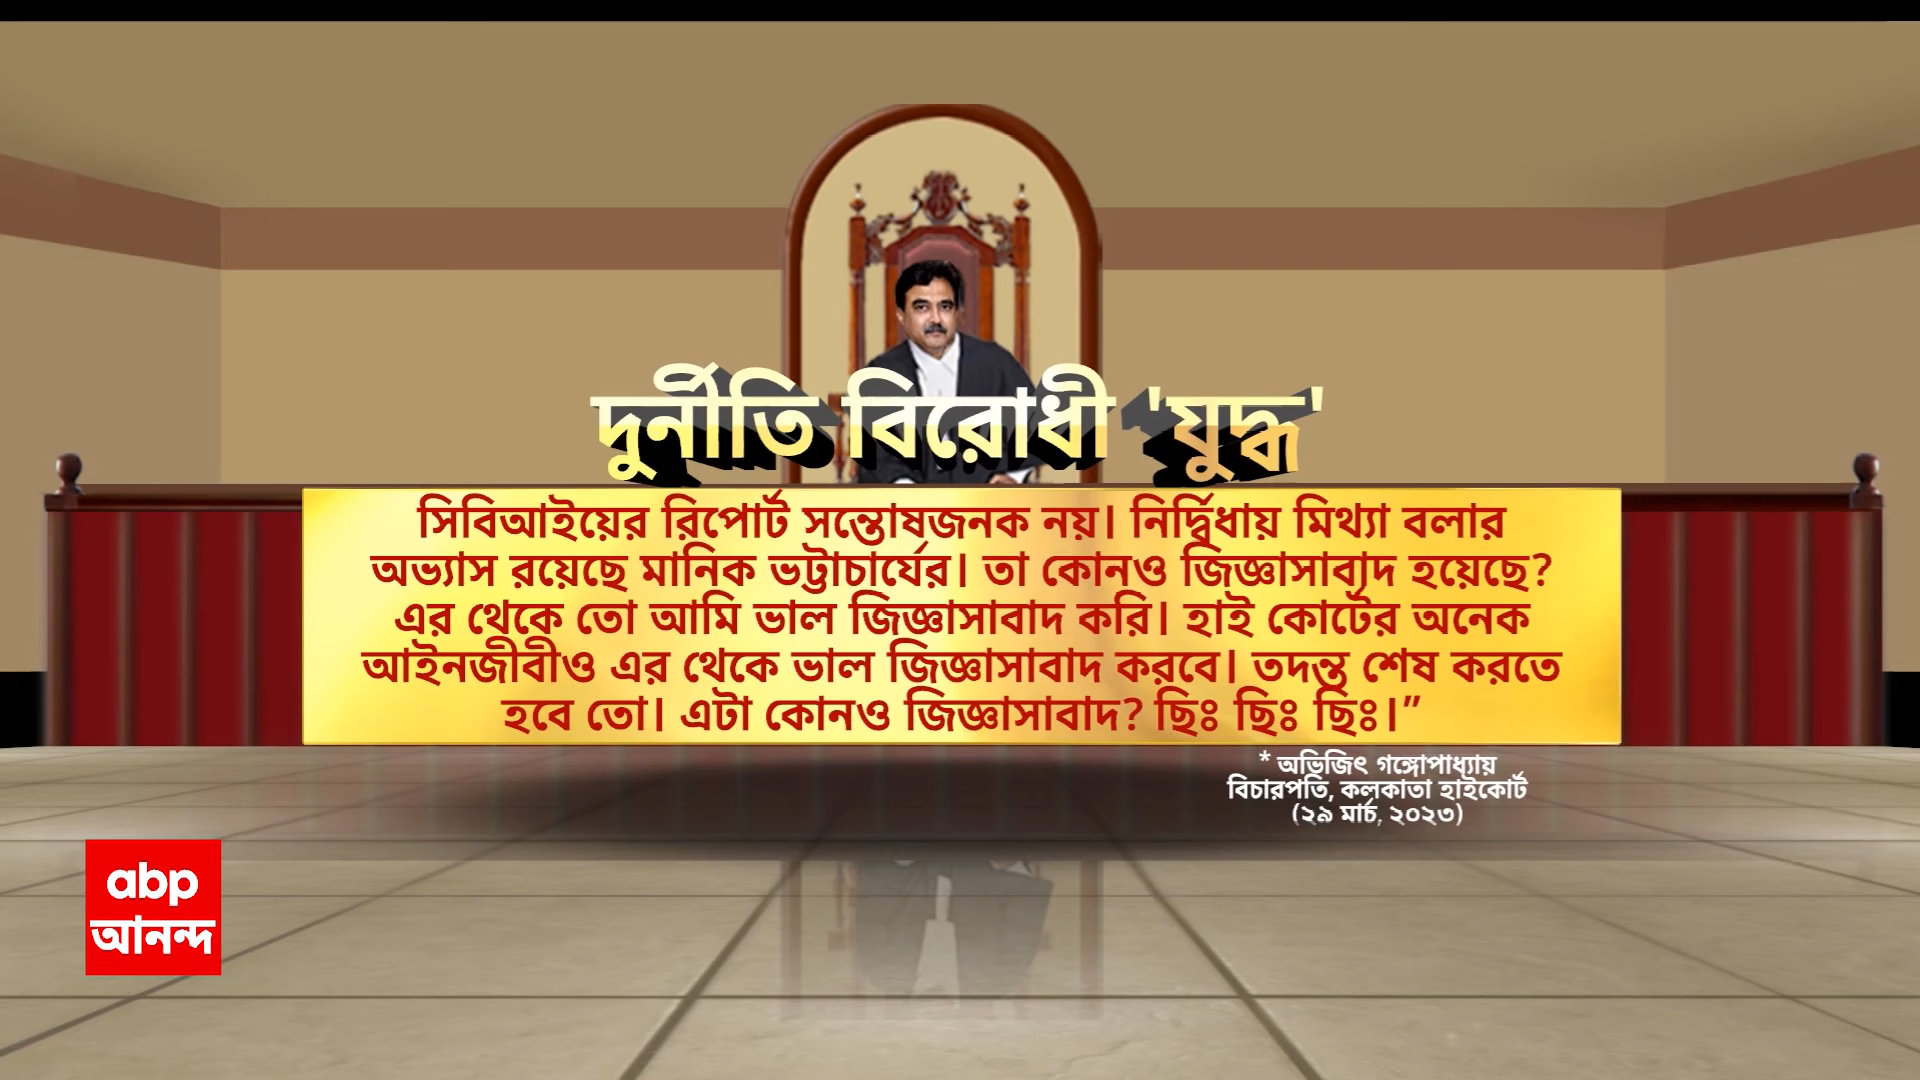 দুর্নীতি বিরোধী 'যুদ্ধ'
সিবিআইয়ের রিপোর্ট সন্তোষজনক নয়। নির্দ্বিধায় মিথ্যা বলার
অভ্যাস রয়েছে মানিক ভট্টাচার্যের। তা কোনও জিজ্ঞাসাবাদ হয়েছে?
এর থেকে তো আমি ভাল জিজ্ঞাসাবাদ করি। হাই কোর্টের অনেক
আইনজীবীও এর থেকে ভাল জিজ্ঞাসাবাদ করবে। তদন্ত শেষ করতে
হবে তো। এটা কোনও জিজ্ঞাসাবাদ? ছিঃ ছিঃ ছিঃ।”
* অভিজিৎ গঙ্গোপাধ্যায়
বিচারপতি, কলকাতা হাইকোর্ট
(২৯ মার্চ, ২০২৩)
abp
আনন্দ